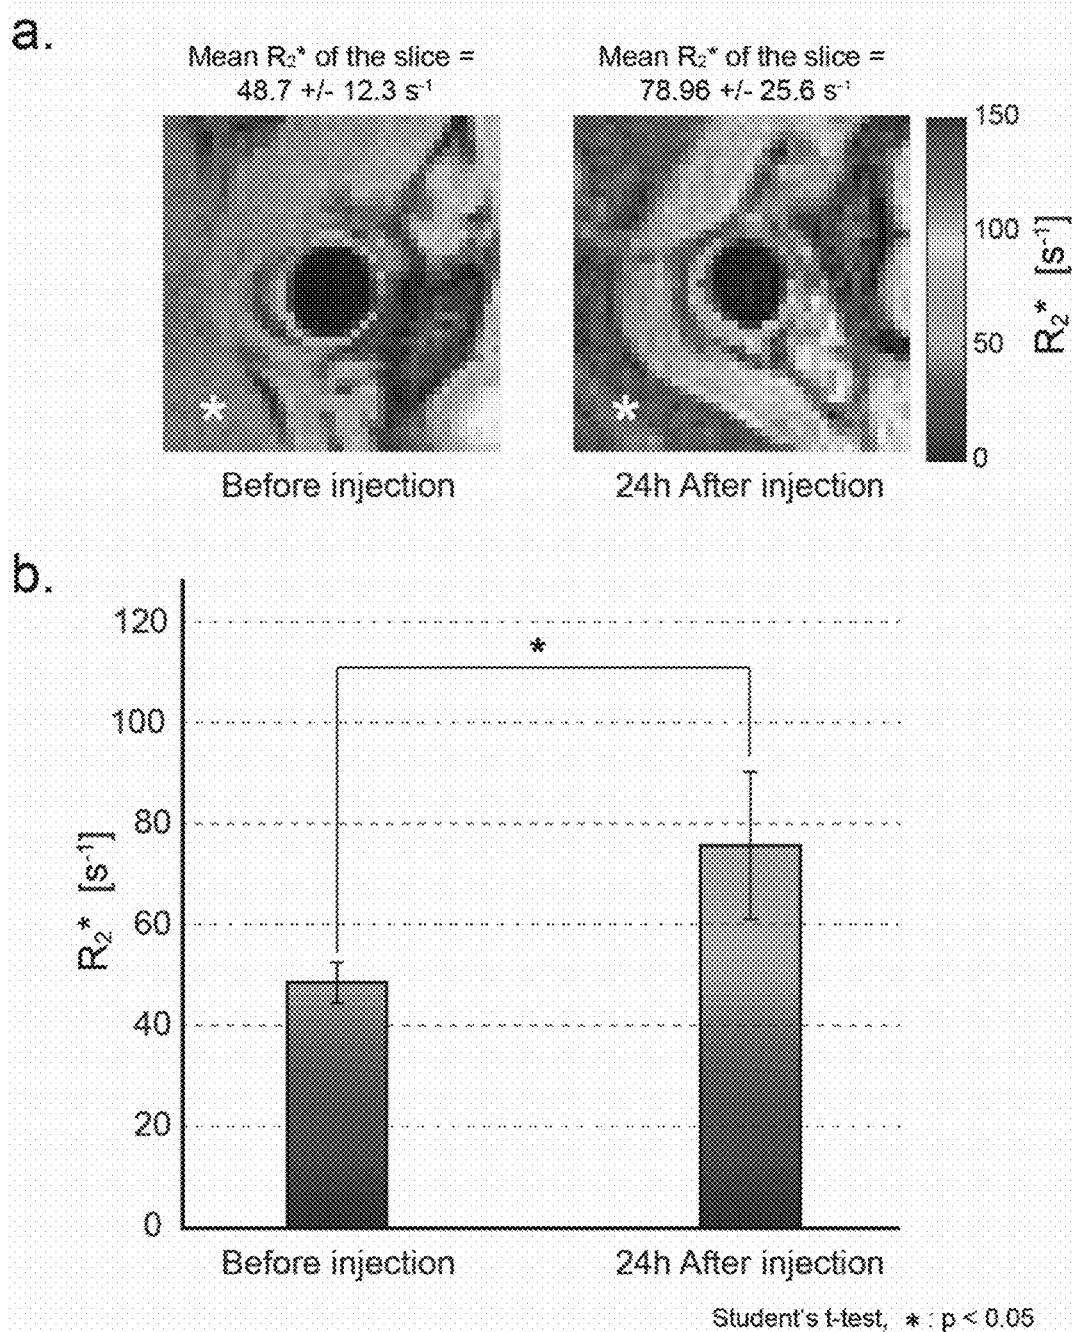 a.
Mean R₂* of the slice =
48.7 +/- 12.3 s⁻¹
Mean R₂* of the slice =
78.96 +/- 25.6 s⁻¹
150
100
50
0
R₂* [s⁻¹]
*
*
Before injection
24h After injection
b.
120
100
80
60
40
20
0
R₂* [s⁻¹]
*
Before injection
24h After injection
Student's t-test, * : p < 0.05